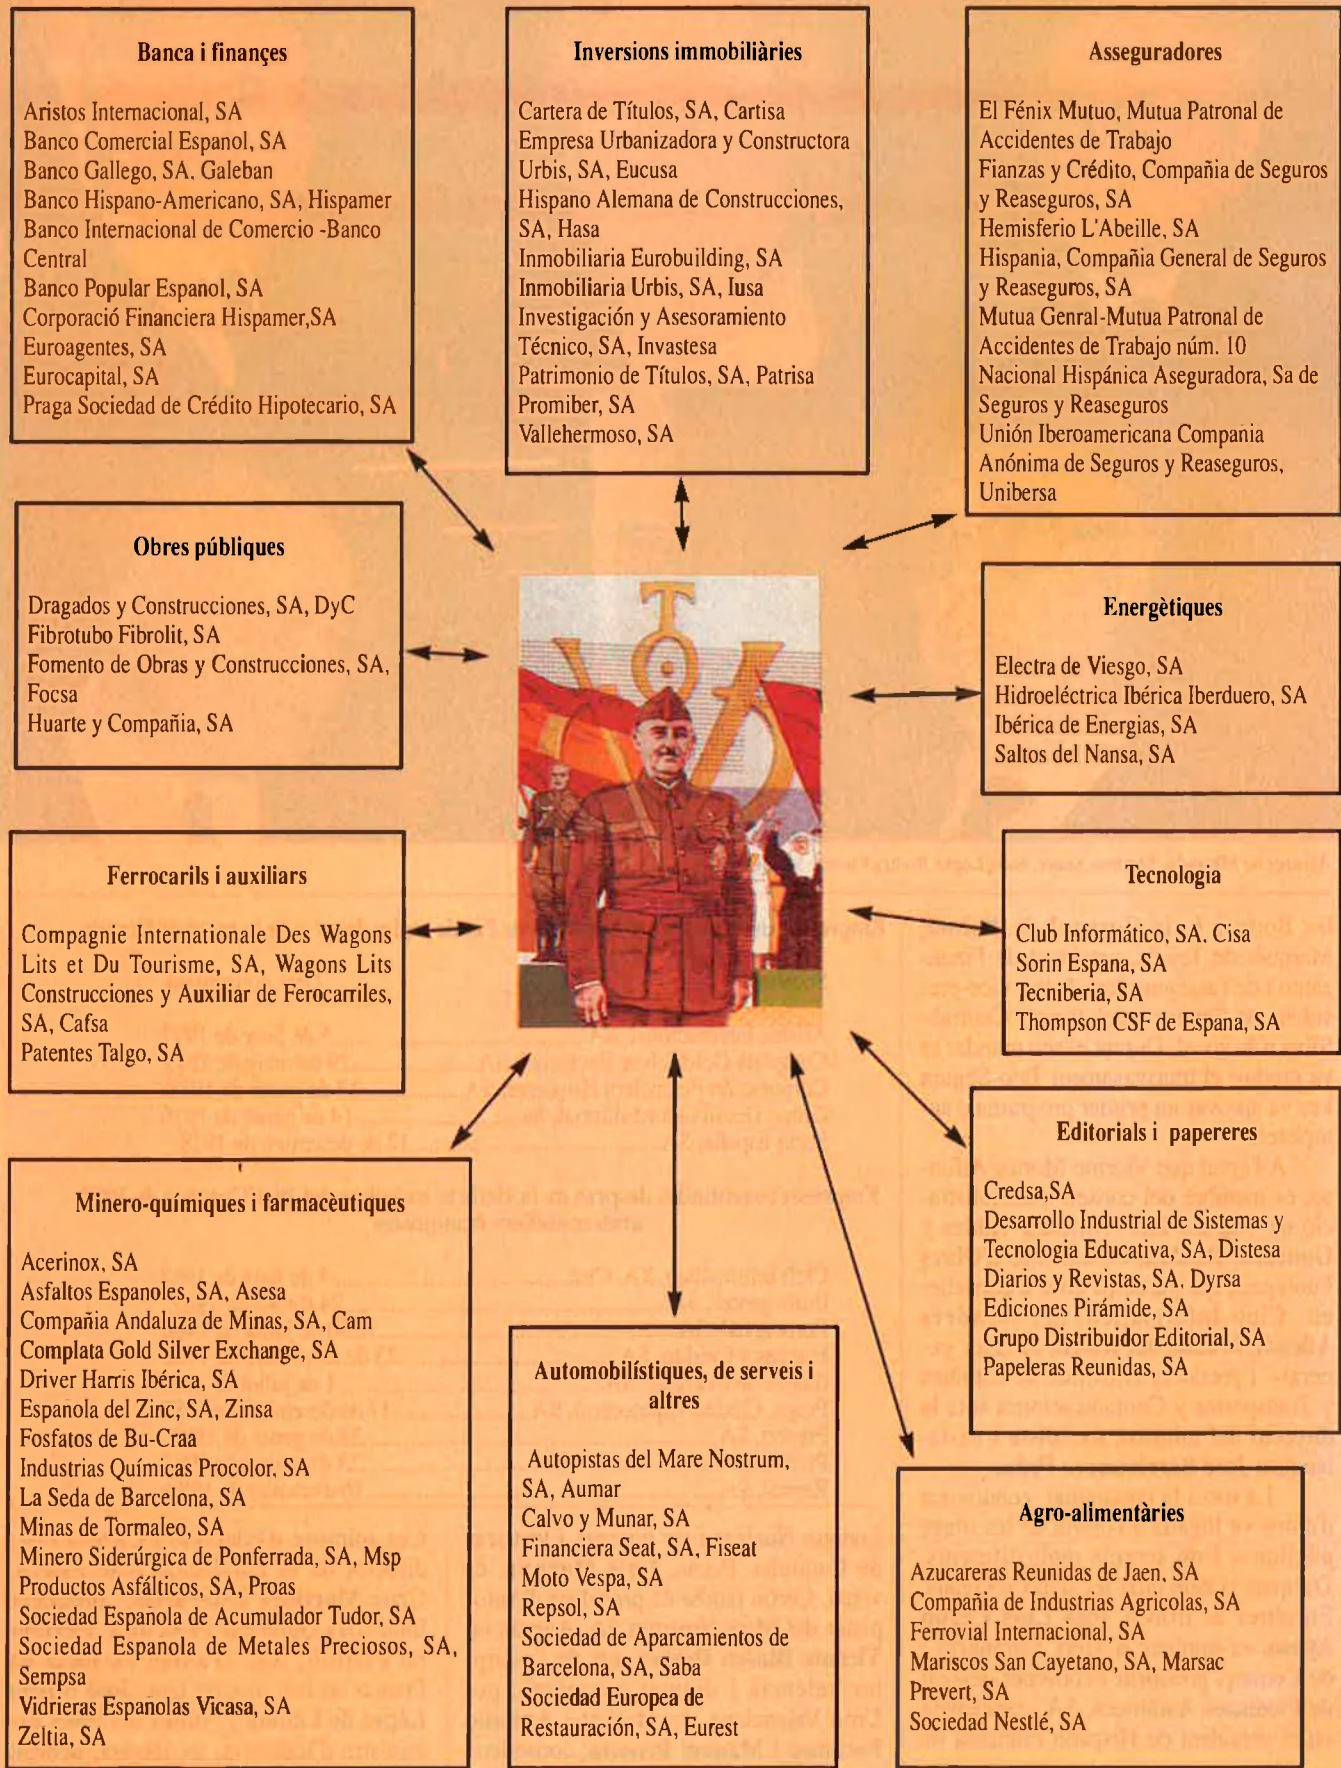 Banca i finançes
Aristos Internacional, SA
Banco Comercial Espanol, SA
Banco Gallego, SA. Galeban
Banco Hispano-Americano, SA, Hispamer
Banco Internacional de Comercio -Banco
Central
Banco Popular Espanol, SA
Corporació Financiera Hispamer,SA
Euroagentes, SA
Eurocapital, SA
Praga Sociedad de Crédito Hipotecario, SA
Inversions immobiliàries
Cartera de Títulos, SA, Cartisa
Empresa Urbanizadora y Constructora
Urbis, SA, Eucusa
Hispano Alemana de Construcciones,
SA, Hasa
Inmobiliaria Eurobuilding, SA
Inmobiliaria Urbis, SA, Iusa
Investigación y Asesoramiento
Técnico, SA, Invastesa
Patrimonio de Títulos, SA, Patrisa
Promiber, SA
Vallehermoso, SA
Asseguradores
El Fénix Mutuo, Mutua Patronal de
Accidentes de Trabajo
Fianzas y Crédito, Compañia de Seguros
y Reaseguros, SA
Hemisferio L'Abeille, SA
Hispania, Compañia General de Seguros
y Reaseguros, SA
Mutua Genral-Mutua Patronal de
Accidentes de Trabajo núm. 10
Nacional Hispánica Aseguradora, Sa de
Seguros y Reaseguros
Unión Iberoamericana Compania
Anónima de Seguros y Reaseguros,
Unibersa
Obres públiques
Dragados y Construcciones, SA, DyC
Fibrotubo Fibrolit, SA
Fomento de Obras y Construcciones, SA,
Focsa
Huarte y Compañia, SA
Energètiques
Electra de Viesgo, SA
Hidroeléctrica Ibérica Iberduero, SA
Ibérica de Energias, SA
Saltos del Nansa, SA
Ferrocarils i auxiliars
Compagnie Internationale Des Wagons
Lits et Du Tourisme, SA, Wagons Lits
Construcciones y Auxiliar de Ferocarriles,
SA, Cafsa
Patentes Talgo, SA
Tecnologia
Club Informático, SA. Cisa
Sorin Espana, SA
Tecniberia, SA
Thompson CSF de Espana, SA
Editorials i papereres
Credsa,SA
Desarrollo Industrial de Sistemas y
Tecnologia Educativa, SA, Distesa
Diarios y Revistas, SA. Dyrsa
Ediciones Pirámide, SA
Grupo Distribuidor Editorial, SA
Papeleras Reunidas, SA
Minero-químiques i farmacèutiques
Acerinox, SA
Asfaltos Espanoles, SA, Asesa
Compañia Andaluza de Minas, SA, Cam
Complata Gold Silver Exchange, SA
Driver Harris Ibérica, SA
Espanola del Zinc, SA, Zinsa
Fosfatos de Bu-Craa
Industrias Químicas Procolor, SA
La Seda de Barcelona, SA
Minas de Tormaleo, SA
Minero Siderúrgica de Ponferrada, SA, Msp
Productos Asfálticos, SA, Proas
Sociedad Española de Acumulador Tudor, SA
Sociedad Espanola de Metales Preciosos, SA,
Sempsa
Vidrieras Espanolas Vicasa, SA
Zeltia, SA
Automobilístiques, de serveis i
altres
Autopistas del Mare Nostrum,
SA, Aumar
Calvo y Munar, SA
Financiera Seat, SA, Fiseat
Moto Vespa, SA
Repsol, SA
Sociedad de Aparcamientos de
Barcelona, SA, Saba
Sociedad Europea de
Restauración, SA, Eurest
Agro-alimentàries
Azucareras Reunidas de Jaen, SA
Compañia de Industrias Agricolas, SA
Ferrovial Internacional, SA
Mariscos San Cayetano, SA, Marsac
Prevert, SA
Sociedad Nestlé, SA